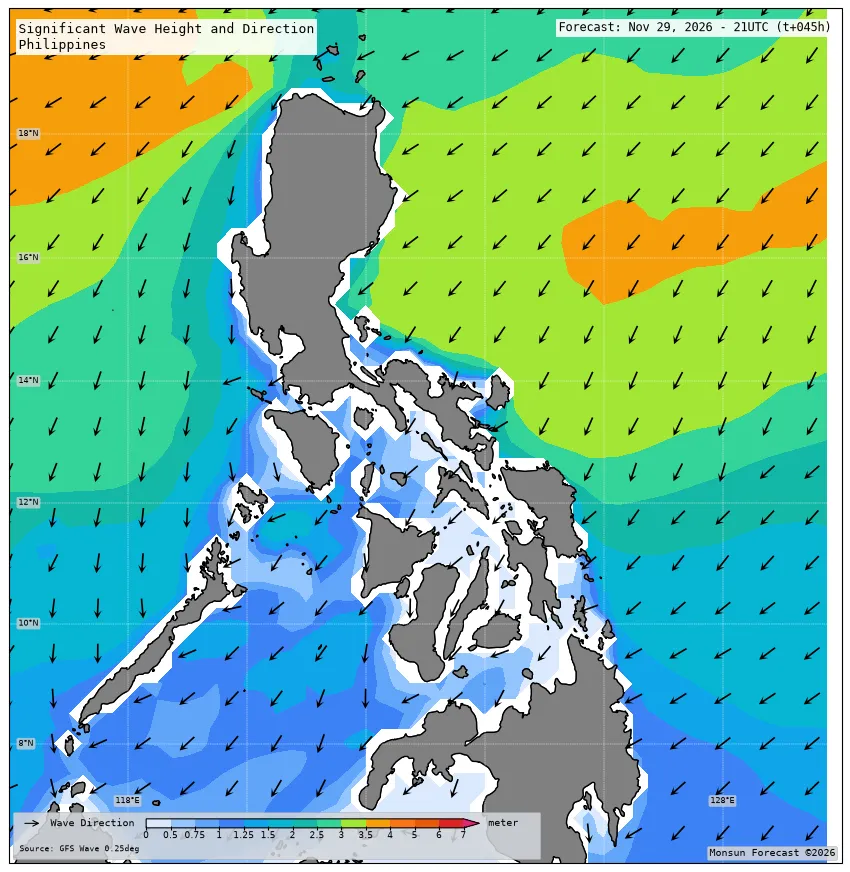 Significant Wave Height and Direction
Philippines
Forecast: Nov 29, 2026 - 21UTC (t+045h)
18°N
16°N
14°N
12°N
10°N
8°N
118°E
128°E
Wave Direction
0 0.5 0.75 1 1.25 1.5 2 2.5 3 3.5 4 5 6 7 meter
Source: GFS Wave 0.25deg
Monsun Forecast ©2026